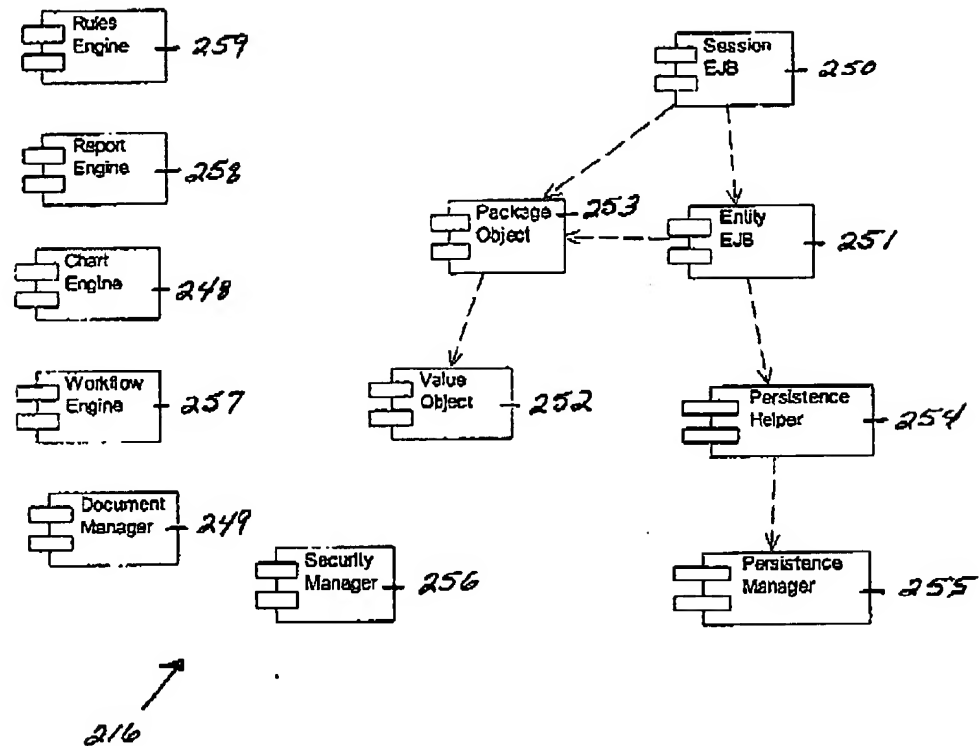 Rules
Engine
259
Session
EJB
250
Report
Engine
258
Package
Object
253
Entity
EJB
251
Chart
Engine
248
Value
Object
252
Workflow
Engine
257
Persistence
Helper
254
Document
Manager
249
Security
Manager
256
Persistance
Manager
255
216